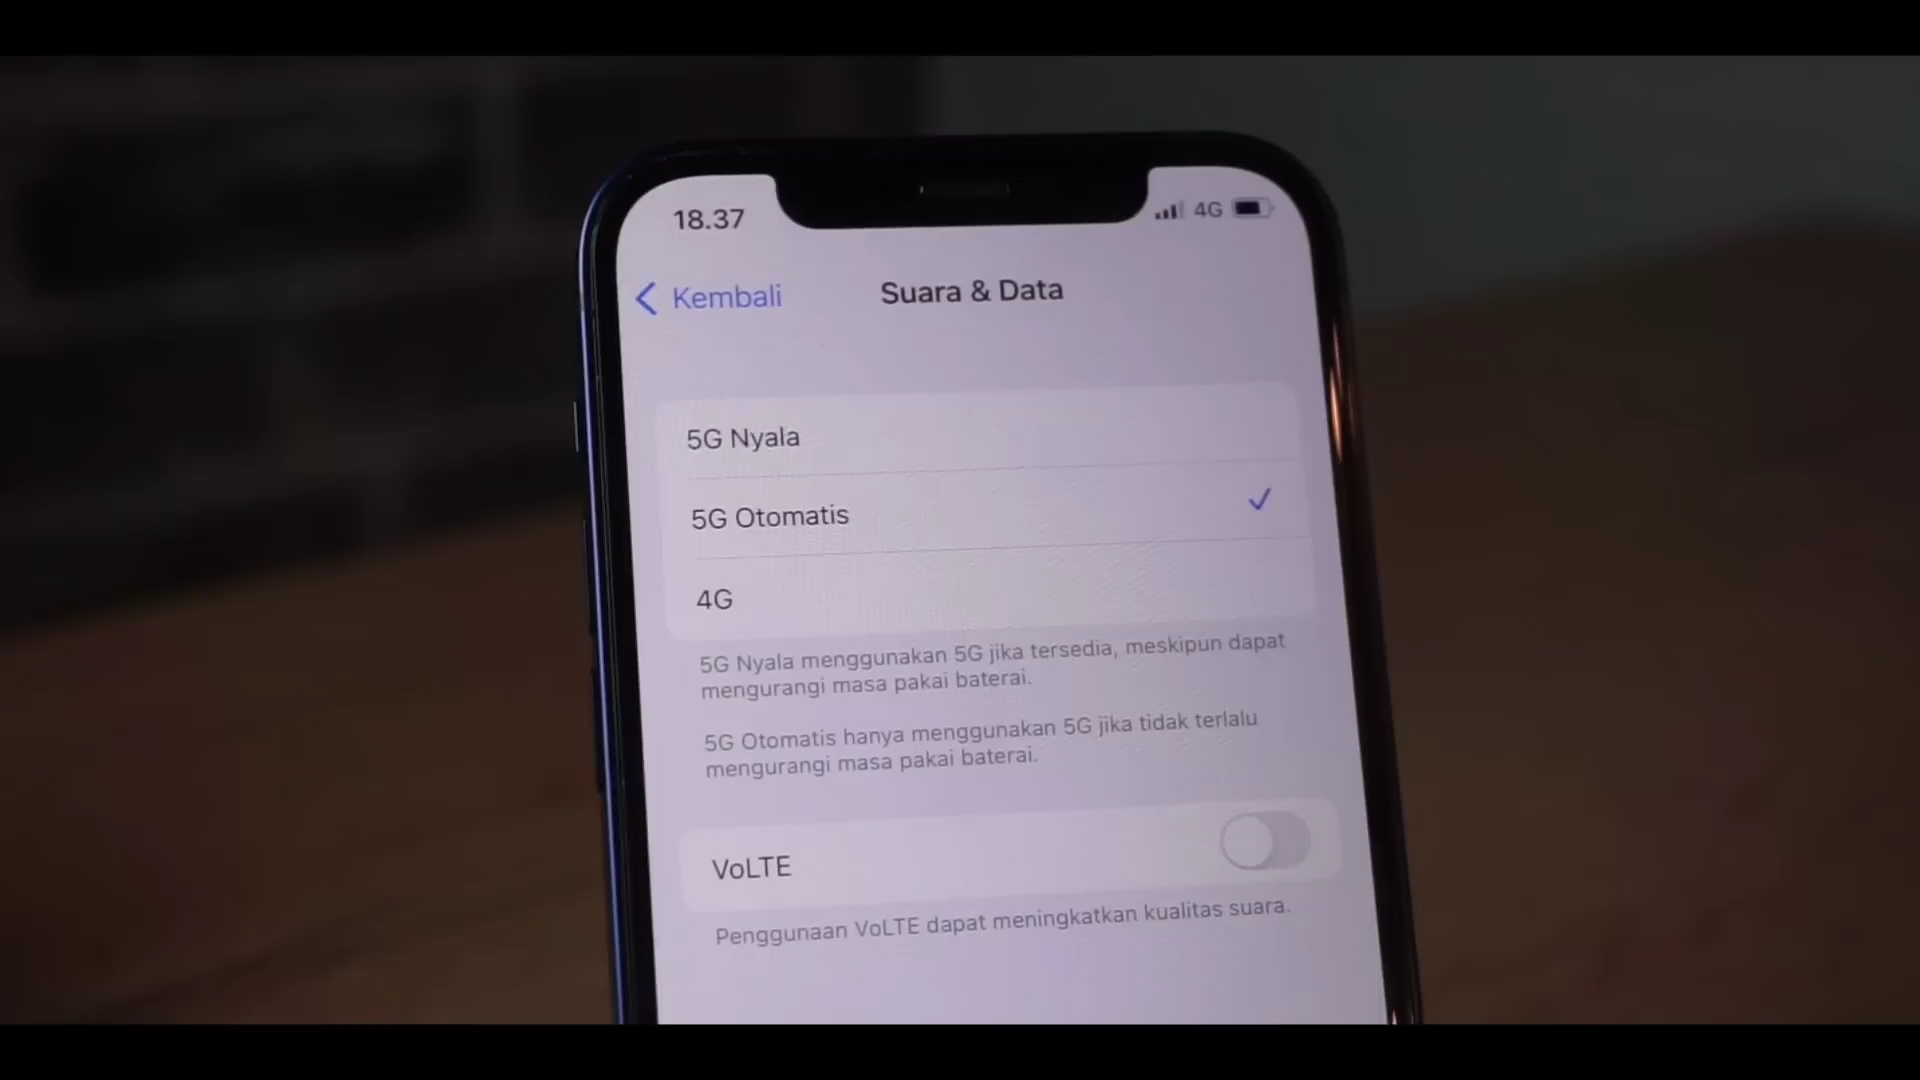 18.37
4G
Kembali
Suara & Data
5G Nyala
5G Otomatis
4G
5G Nyala menggunakan 5G jika tersedia, meskipun dapat
mengurangi masa pakai baterai.
5G Otomatis hanya menggunakan 5G jika tidak terlalu
mengurangi masa pakai baterai.
VoLTE
Penggunaan VoLTE dapat meningkatkan kualitas suara.